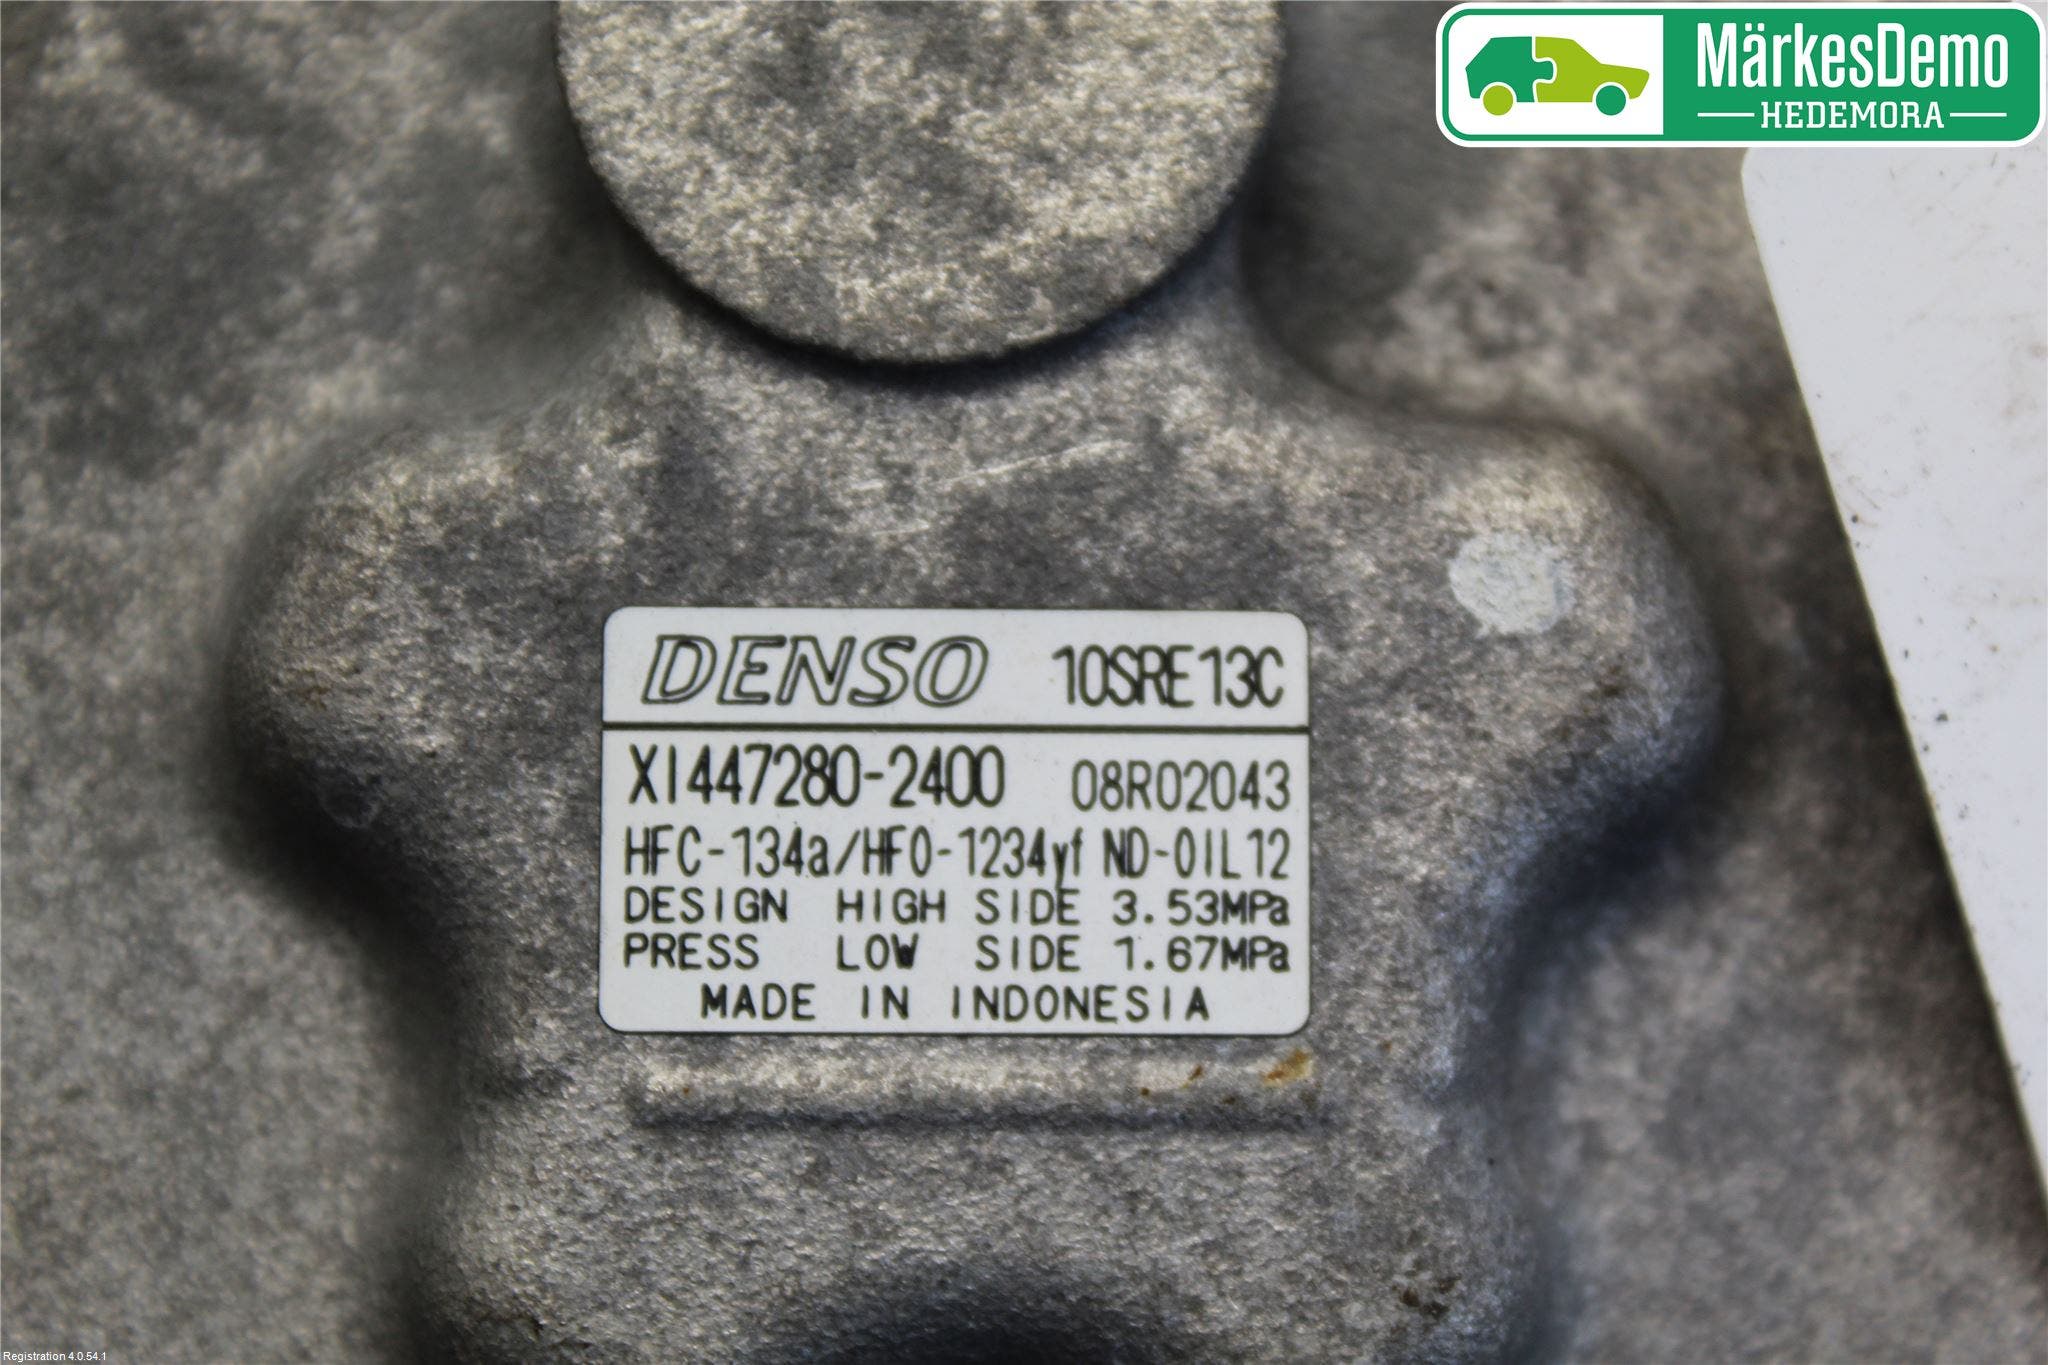 MärkesDemo
HEDEMORA
DENSO 10SRE13C
XI447280-2400 08R02043
HFC-134a/HFO-1234yf ND-OIL12
DESIGN HIGH SIDE 3.53MPa
PRESS LOW SIDE 1.67MPa
MADE IN INDONESIA
Registration 4.0.54.1